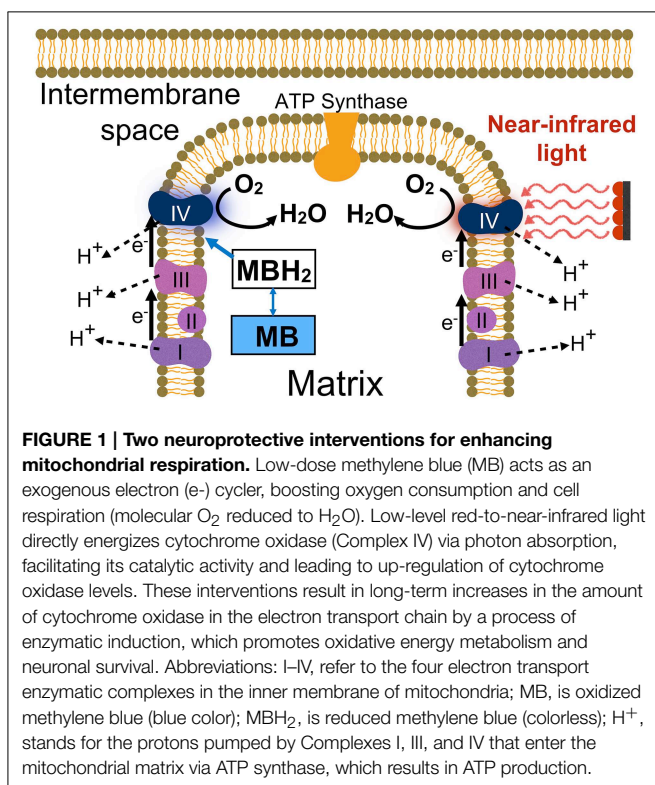 Intermembrane
space
ATP Synthase
Near-infrared
light
O₂
O₂
IV
H₂O
H₂O
IV
H⁺
e⁻
MBH₂
e⁻
H⁺
III
III
H⁺
II
MB
II
H⁺
e⁻
e⁻
H⁺
I
Matrix
I
H⁺
FIGURE 1 | Two neuroprotective interventions for enhancing
mitochondrial respiration. Low-dose methylene blue (MB) acts as an
exogenous electron (e-) cycler, boosting oxygen consumption and cell
respiration (molecular O₂ reduced to H₂O). Low-level red-to-near-infrared light
directly energizes cytochrome oxidase (Complex IV) via photon absorption,
facilitating its catalytic activity and leading to up-regulation of cytochrome
oxidase levels. These interventions result in long-term increases in the
amount of cytochrome oxidase in the electron transport chain by a process of
enzymatic induction, which promotes oxidative energy metabolism and
neuronal survival. Abbreviations: I–IV, refer to the four electron transport
enzymatic complexes in the inner membrane of mitochondria; MB, is oxidized
methylene blue (blue color); MBH₂, is reduced methylene blue (colorless); H⁺,
stands for the protons pumped by Complexes I, III, and IV that enter the
mitochondrial matrix via ATP synthase, which results in ATP production.